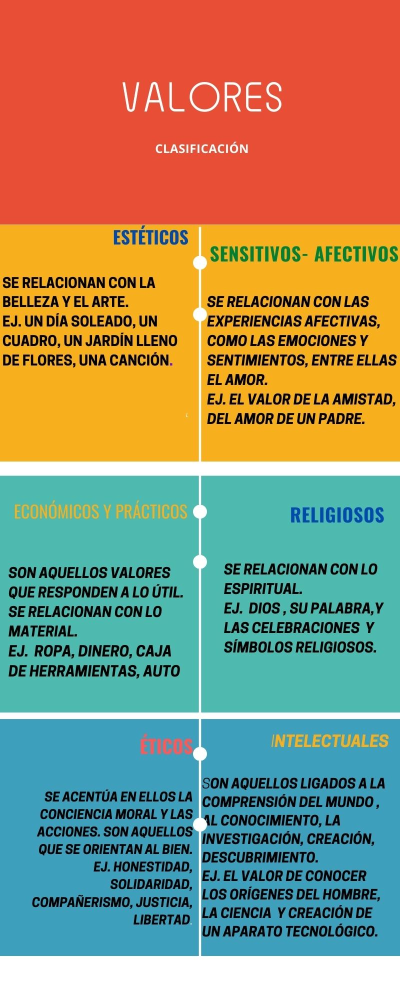 VALORES
CLASIFICACIÓN
ESTÉTICOS
SE RELACIONAN CON LA
BELLEZA Y EL ARTE.
EJ. UN DÍA SOLEADO, UN
CUADRO, UN JARDÍN LLENO
DE FLORES, UNA CANCIÓN.
L
SENSITIVOS- AFECTIVOS
SE RELACIONAN CON LAS
EXPERIENCIAS AFECTIVAS,
COMO LAS EMOCIONES Y
SENTIMIENTOS, ENTRE ELLAS
EL AMOR.
EJ. EL VALOR DE LA AMISTAD,
DEL AMOR DE UN PADRE.
ECONÓMICOS Y PRÁCTICOS
SON AQUELLOS VALORES
QUE RESPONDEN A LO ÚTIL.
SE RELACIONAN CON LO
MATERIAL.
EJ. ROPA, DINERO, CAJA
DE HERRAMIENTAS, AUTO
RELIGIOSOS
SE RELACIONAN CON LO
ESPIRITUAL.
EJ. DIOS , SU PALABRA,Y
LAS CELEBRACIONES Y
SÍMBOLOS RELIGIOSOS.
ÉTICOS
SE ACENTÚA EN ELLOS LA
CONCIENCIA MORAL Y LAS
ACCIONES. SON AQUELLOS
QUE SE ORIENTAN AL BIEN.
EJ. HONESTIDAD,
SOLIDARIDAD,
COMPAÑERISMO, JUSTICIA,
LIBERTAD.
INTELECTUALES
SON AQUELLOS LIGADOS A LA
COMPRENSIÓN DEL MUNDO ,
AL CONOCIMIENTO, LA
INVESTIGACIÓN, CREACIÓN,
DESCUBRIMIENTO.
EJ. EL VALOR DE CONOCER
LOS ORÍGENES DEL HOMBRE,
LA CIENCIA Y CREACIÓN DE
UN APARATO TECNOLÓGICO.